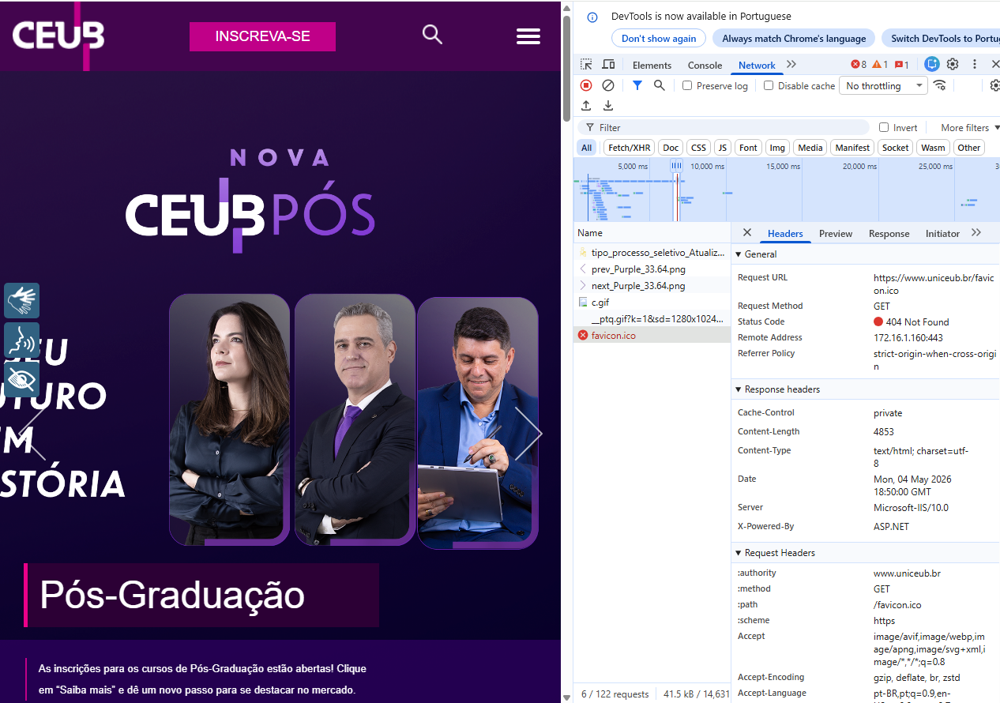 CEUB
INSCREVA-SE
NOVA
CEUB PÓS
EU
UTURO
EM
STÓRIA
Pós-Graduação
As inscrições para os cursos de Pós-Graduação estão abertas! Clique
em “Saiba mais” e dê um novo passo para se destacar no mercado.
DevTools is now available in Portuguese
Don't show again
Always match Chrome's language
Switch DevTools to Portug
Elements
Console
Network
8
1
1
Preserve log
Disable cache
No throttling
Filter
Invert
More filters
All
Fetch/XHR
Doc
CSS
JS
Font
Img
Media
Manifest
Socket
Wasm
Other
5,000 ms
10,000 ms
15,000 ms
20,000 ms
25,000 ms
3
Name
tipo_processo_seletivo_Atualiz...
prev_Purple_33.64.png
next_Purple_33.64.png
c.gif
__ptq.gif?k=1&sd=1280x1024...
favicon.ico
6 / 122 requests
41.5 kB / 14,631
Headers
Preview
Response
Initiator
General
Request URL
https://www.uniceub.br/favic
on.ico
Request Method
GET
Status Code
404 Not Found
Remote Address
172.16.1.160:443
Referrer Policy
strict-origin-when-cross-origi
n
Response headers
Cache-Control
private
Content-Length
4853
Content-Type
text/html; charset=utf-
8
Date
Mon, 04 May 2026
18:50:00 GMT
Server
Microsoft-IIS/10.0
X-Powered-By
ASP.NET
Request Headers
:authority
www.uniceub.br
:method
GET
:path
/favicon.ico
:scheme
https
Accept
image/avif,image/webp,im
age/apng,image/svg+xml,i
mage/*,*/*;q=0.8
Accept-Encoding
gzip, deflate, br, zstd
Accept-Language
pt-BR,pt;q=0.9,en-